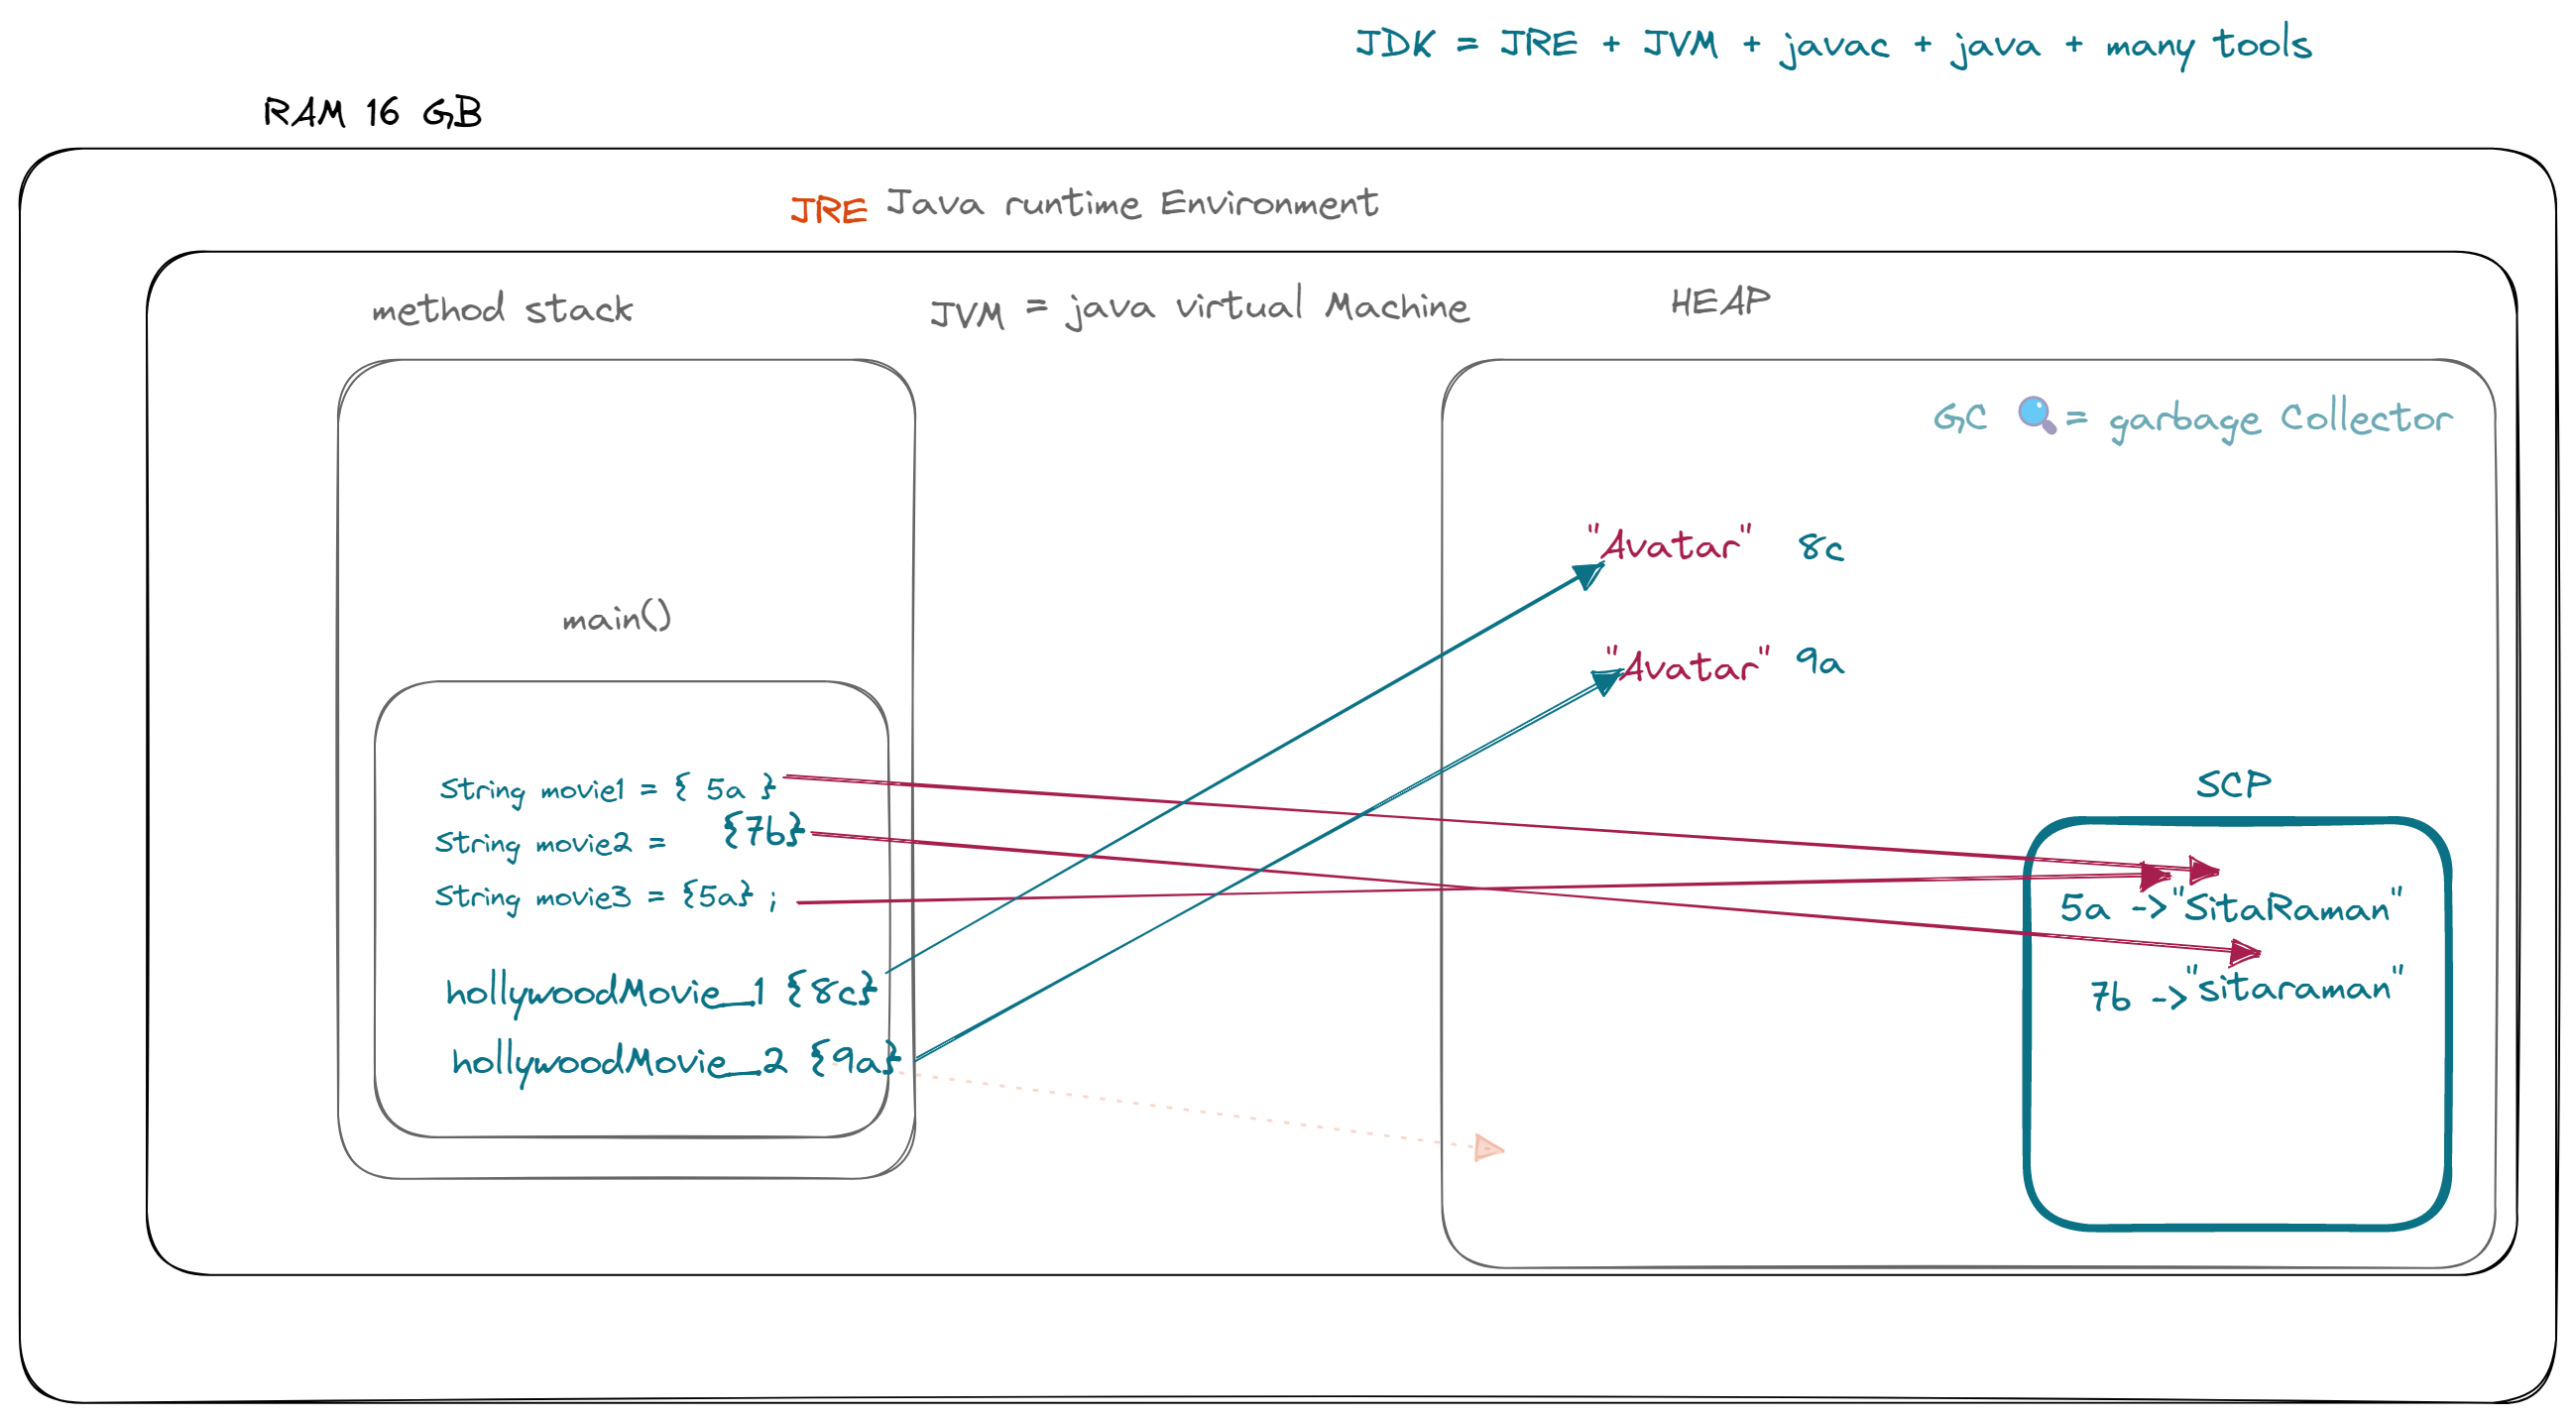 JDK = JRE + JVM + javac + java + many tools
RAM 16 GB
JRE Java runtime Environment
method stack
JVM = java virtual Machine
HEAP
GC 🔍 = garbage Collector
"Avatar" 8c
main()
"Avatar" 9a
SCP
String movie1 = { 5a }
String movie2 = {7b}
String movie3 = {5a} ;
5a ->"SitaRaman"
hollywoodMovie_1 {8c}
7b ->"sitaraman"
hollywoodMovie_2 {9a}